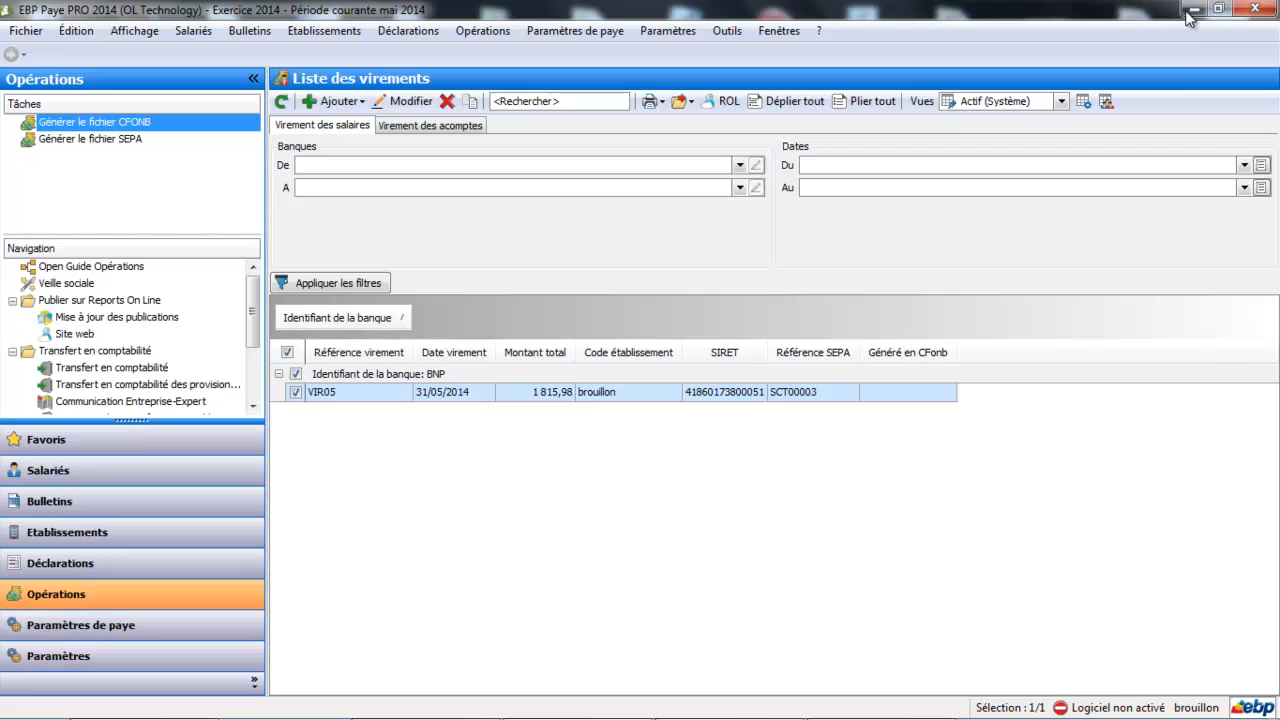 EBP Paye PRO 2014 (OL Technology) - Exercice 2014 - Période courante mai 2014
Fichier Édition Affichage Salariés Bulletins Etablissements Déclarations Opérations Paramètres de paye Paramètres Outils Fenêtres ?
Opérations
Tâches
Générer le fichier CFONB
Générer le fichier SEPA
Navigation
Open Guide Opérations
Veille sociale
Publier sur Reports On Line
Mise à jour des publications
Site web
Transfert en comptabilité
Transfert en comptabilité
Transfert en comptabilité des provision...
Communication Entreprise-Expert
Favoris
Salariés
Bulletins
Etablissements
Déclarations
Opérations
Paramètres de paye
Paramètres
Liste des virements
Ajouter Modifier <Rechercher> ROL Déplier tout Plier tout Vues Actif (Système)
Virement des salaires Virement des acomptes
Banques
De
A
Dates
Du
Au
Appliquer les filtres
Identifiant de la banque
Référence virement Date virement Montant total Code établissement SIRET Référence SEPA Généré en CFonb
Identifiant de la banque: BNP
VIR05 31/05/2014 1 815,98 brouillon 41860173800051 SCT00003
Sélection : 1/1 Logiciel non activé brouillon ebp